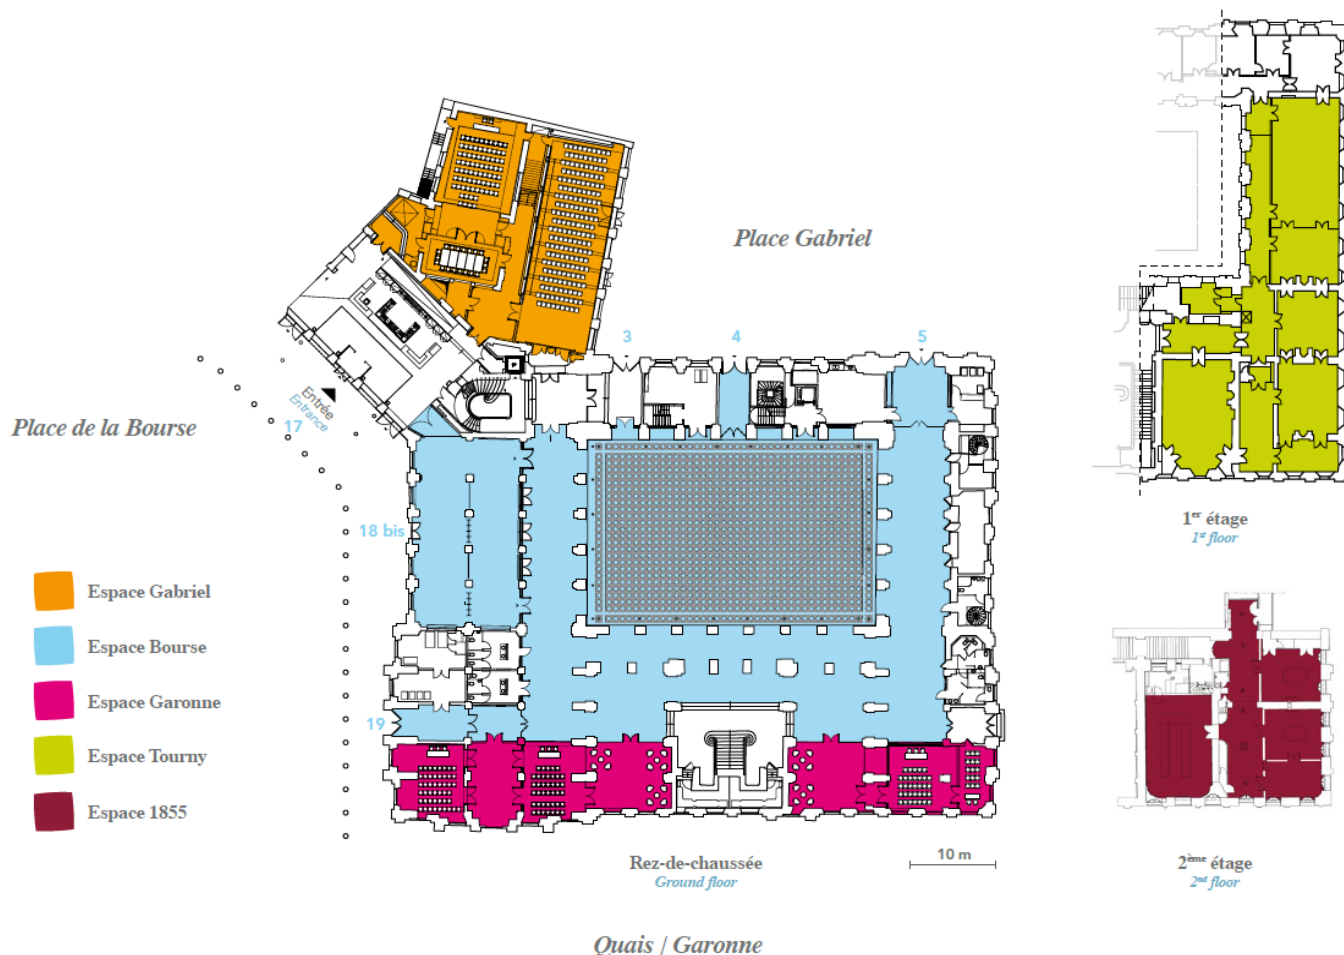 Place Gabriel
3
4
5
Entrée
Entrance
17
Place de la Bourse
18 bis
19
1er étage
1st floor
Espace Gabriel
Espace Bourse
Espace Garonne
Espace Tourny
Espace 1855
Rez-de-chaussée
Ground floor
10 m
2ème étage
2nd floor
Quais / Garonne